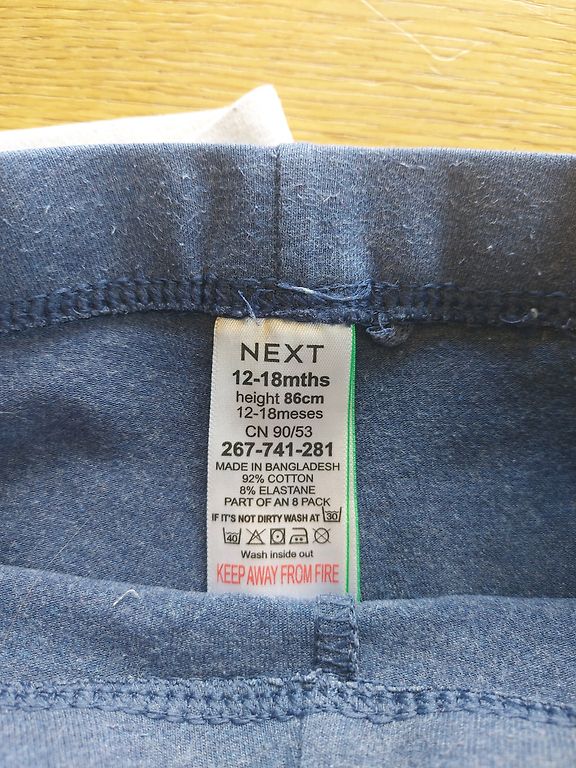 NEXT
12-18mths
height 86cm
12-18meses
CN 90/53
267-741-281
MADE IN BANGLADESH
92% COTTON
8% ELASTANE
PART OF AN 8 PACK
IF IT'S NOT DIRTY WASH AT 30
40
Wash inside out
KEEP AWAY FROM FIRE